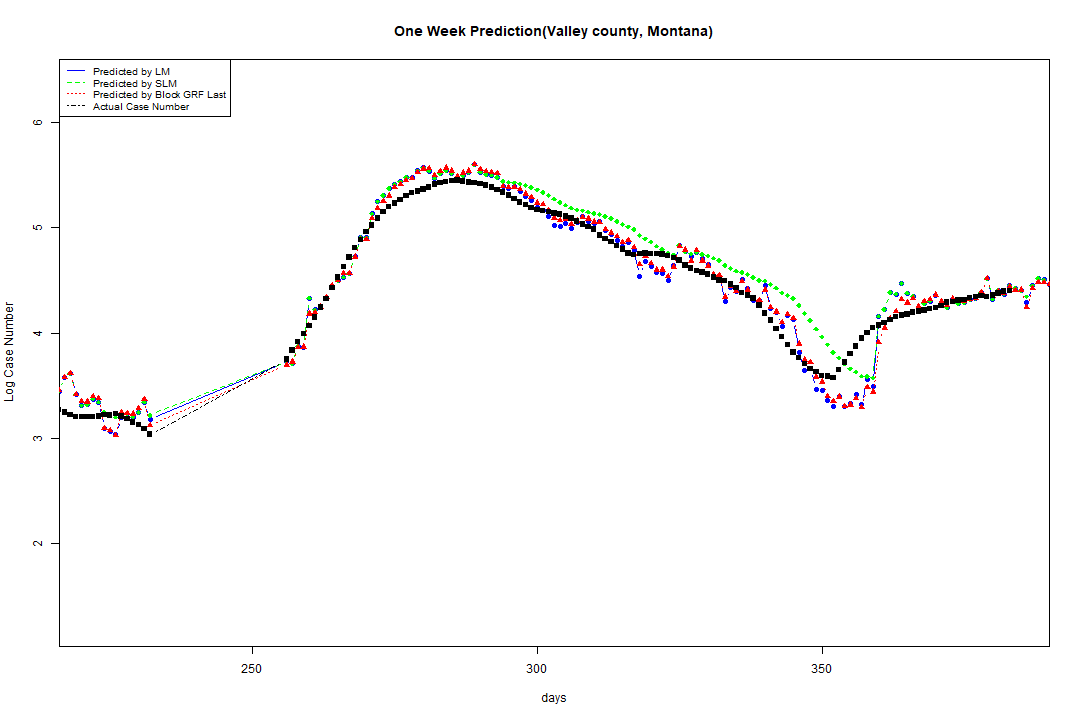 One Week Prediction(Valley county, Montana)
Predicted by LM
Predicted by SLM
Predicted by Block GRF Last
Actual Case Number
6
5
4
3
2
Log Case Number
250
300
350
days